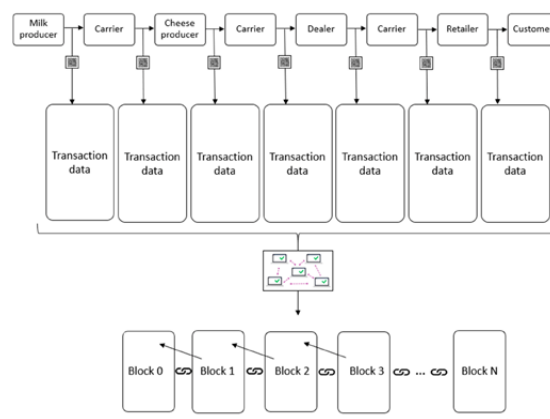 Milk
producer
Carrier
Cheese
producer
Carrier
Dealer
Carrier
Retailer
Custome
Transaction
data
Transaction
data
Transaction
data
Transaction
data
Transaction
data
Transaction
data
Transaction
data
Block 0
Block 1
Block 2
Block 3
...
Block N